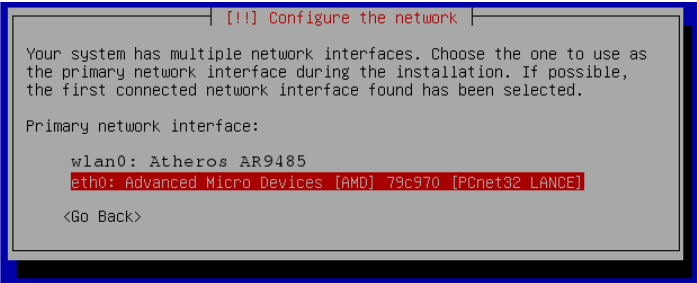 [!!] Configure the network
Your system has multiple network interfaces. Choose the one to use as
the primary network interface during the installation. If possible,
the first connected network interface found has been selected.
Primary network interface:
wlan0: Atheros AR9485
eth0: Advanced Micro Devices [AMD] 79c970 [PCnet32 LANCE]
<Go Back>